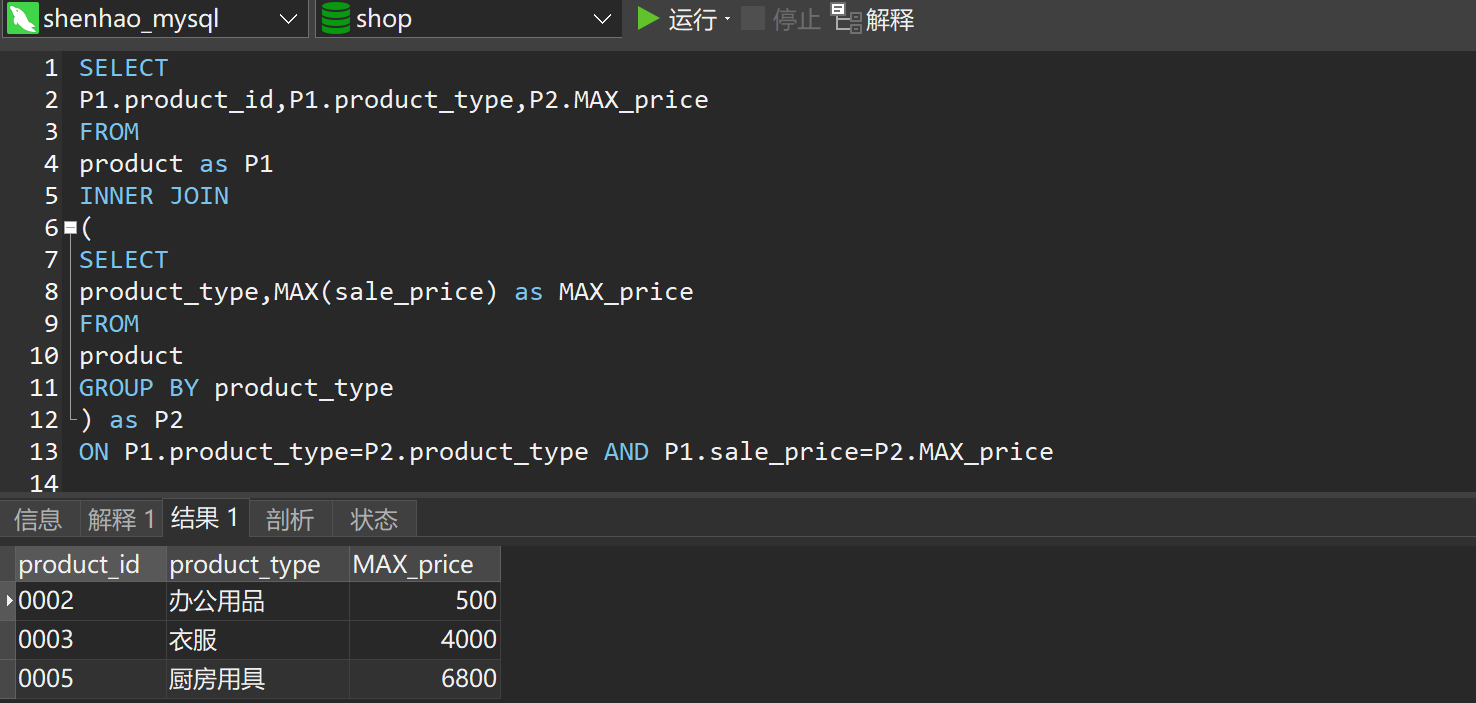 shenhao_mysql shop 运行 停止 解释
1 SELECT
2 P1.product_id,P1.product_type,P2.MAX_price
3 FROM
4 product as P1
5 INNER JOIN
6 (
7 SELECT
8 product_type,MAX(sale_price) as MAX_price
9 FROM
10 product
11 GROUP BY product_type
12 ) as P2
13 ON P1.product_type=P2.product_type AND P1.sale_price=P2.MAX_price
14
信息 解释 1 结果 1 剖析 状态
product_id product_type MAX_price
0002 办公用品 500
0003 衣服 4000
0005 厨房用具 6800